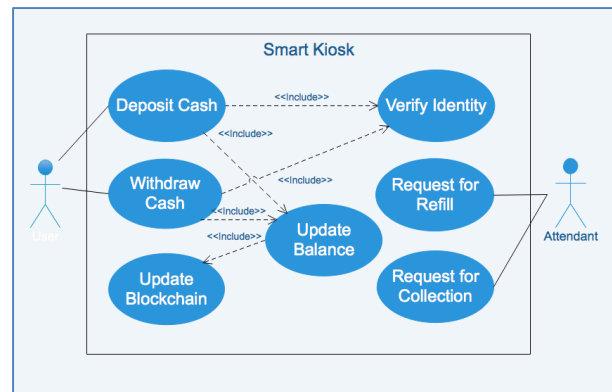 Smart Kiosk
Deposit Cash
<<Include>>
Verify Identity
<<Include>>
<<Include>>
User
Withdraw
Cash
Request for
Refill
Attendant
<<Include>>
<<Include>>
Update
Balance
Update
Blockchain
Request for
Collection